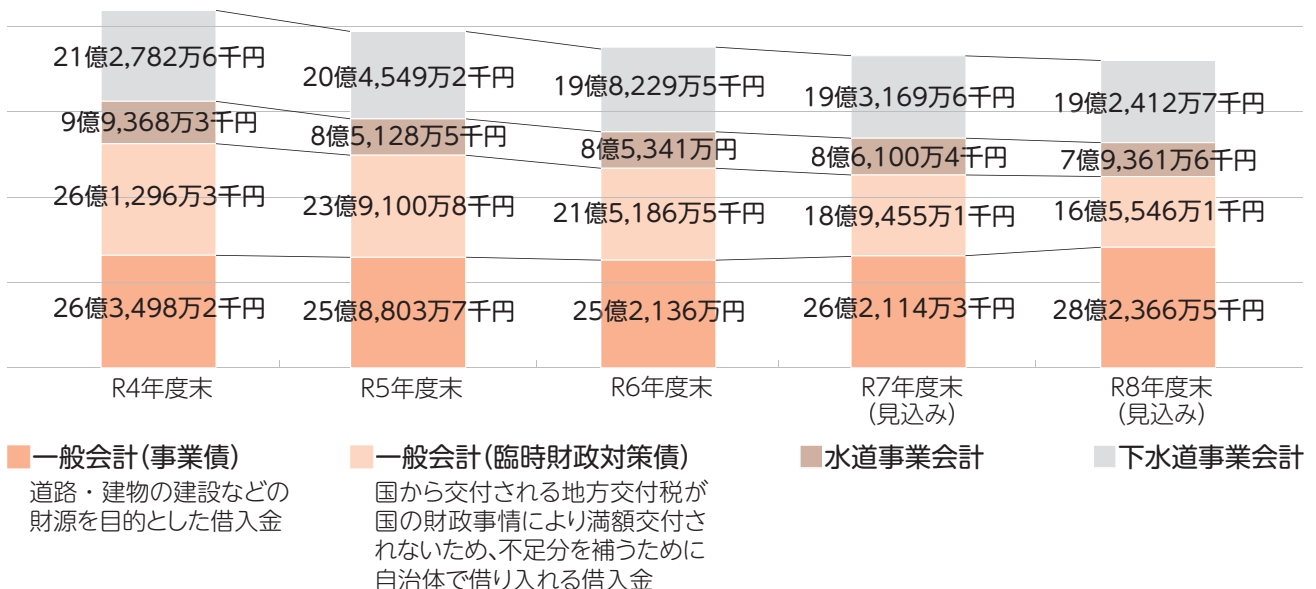 21億2,782万6千円
20億4,549万2千円
19億8,229万5千円
19億3,169万6千円
19億2,412万7千円
9億9,368万3千円
8億5,128万5千円
8億5,341万円
8億6,100万4千円
7億9,361万6千円
26億1,296万3千円
23億9,100万8千円
21億5,186万5千円
18億9,455万1千円
16億5,546万1千円
26億3,498万2千円
25億8,803万7千円
25億2,136万円
26億2,114万3千円
28億2,366万5千円
R4年度末
R5年度末
R6年度末
R7年度末
(見込み)
R8年度末
(見込み)
一般会計(事業債)
道路・建物の建設などの
財源を目的とした借入金
一般会計(臨時財政対策債)
国から交付される地方交付税が
国の財政事情により満額交付さ
れないため、不足分を補うために
自治体で借り入れる借入金
水道事業会計
下水道事業会計